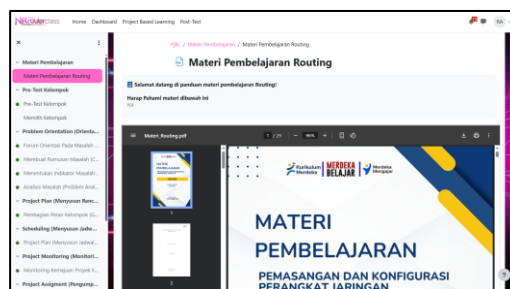 Home Dashboard Project Based Learning Post-Test
RA
PjBL / Materi Pembelajaran / Materi Pembelajaran Routing
Materi Pembelajaran Routing
Selamat datang di panduan materi pembelajaran Routing!
Harap Pahami materi dibawah ini
PDF
Materi Pembelajaran
Materi Pembelajaran Routing
Pre-Test Kelompok
Pre-Test Kelompok
Memilih Kelompok
Problem Orientation (Orienta...
Forum Orientasi Pada Masalah ...
Membuat Rumusan Masalah (C...
Menentukan Indikator Masalah...
Analisis Masalah (Problem Anal...
Project Plan (Menyusun Renc...
Pembagian Peran Kelompok (G...
Scheduling (Menyusun Jadw...
Project Plan (Menyusun Jadwal...
Project Monitoring (Monitori...
Monitoring Kemajuan Proyek K...
Project Assigment (Pengump...
Materi_Routing.pdf
1 / 29
90%
1
2
Kurikulum Merdeka
MERDEKA BELAJAR
Merdeka Mengajar
MATERI
PEMBELAJARAN
PEMASANGAN DAN KONFIGURASI
PERANGKAT JARINGAN